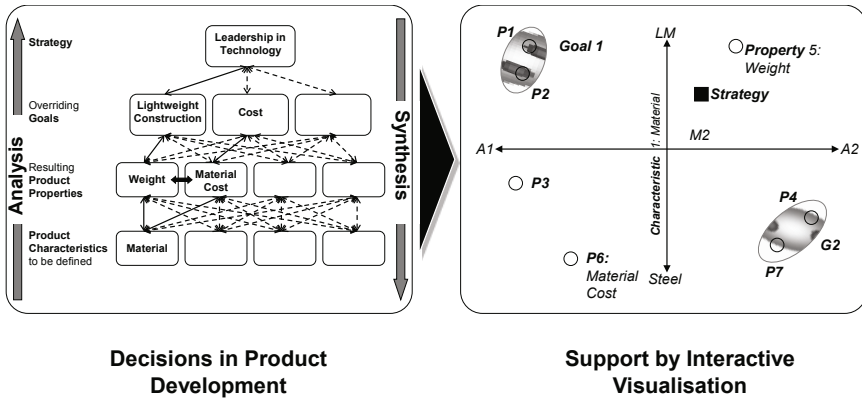 Strategy
Leadership in
Technology
Overriding
Goals
Lightweight
Construction
Cost
Resulting
Product
Properties
Weight
Material
Cost
Product
Characteristics
to be defined
Material
Analysis
Synthesis
P1
Goal 1
P2
LM
Property 5:
Weight
Strategy
M2
A1
A2
Characteristic 1: Material
P3
P4
G2
P7
P6:
Material
Cost
Steel
Decisions in Product
Development
Support by Interactive
Visualisation